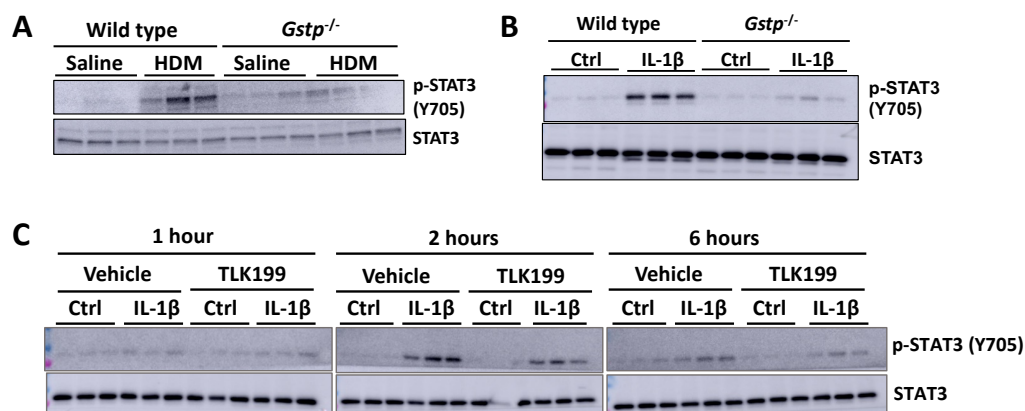 A
Wild type Gstp-/-
Saline HDM Saline HDM
p-STAT3
(Y705)
STAT3
B
Wild type Gstp-/-
Ctrl IL-1β Ctrl IL-1β
p-STAT3
(Y705)
STAT3
C
1 hour 2 hours 6 hours
Vehicle TLK199 Vehicle TLK199 Vehicle TLK199
Ctrl IL-1β Ctrl IL-1β Ctrl IL-1β Ctrl IL-1β Ctrl IL-1β Ctrl IL-1β
p-STAT3 (Y705)
STAT3